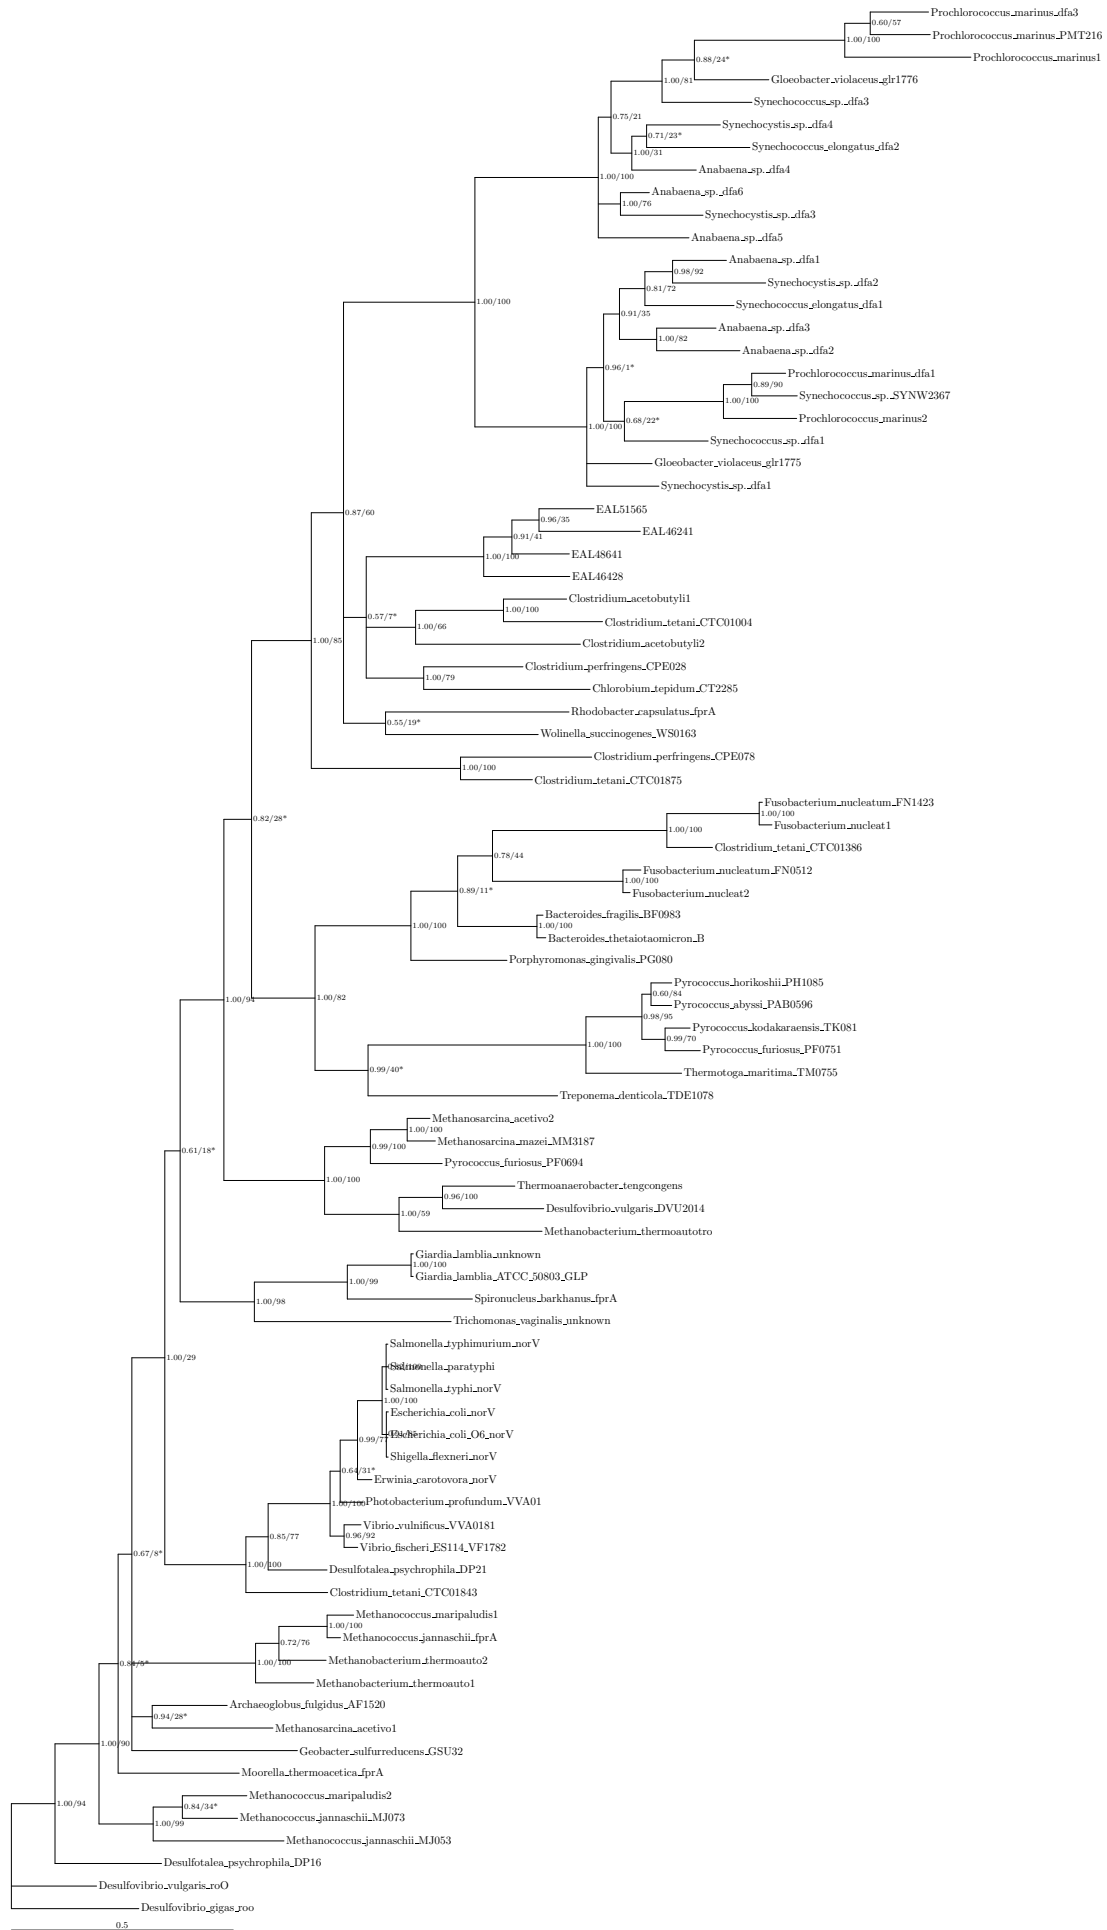 Prochlorococcus_marinus_dfa3
0.60/57
Prochlorococcus_marinus_PMT216
1.00/100
Prochlorococcus_marinus1
0.88/24*
Gloeobacter_violaceus_glr1776
1.00/81
Synechococcus_sp._dfa3
0.75/21
Synechocystis_sp._dfa4
0.71/23*
Synechococcus_elongatus_dfa2
1.00/31
Anabaena_sp._dfa4
1.00/100
Anabaena_sp._dfa6
1.00/76
Synechocystis_sp._dfa3
Anabaena_sp._dfa5
Anabaena_sp._dfa1
0.98/92
Synechocystis_sp._dfa2
0.81/72
1.00/100
Synechococcus_elongatus_dfa1
0.91/35
Anabaena_sp._dfa3
1.00/82
Anabaena_sp._dfa2
0.96/1*
Prochlorococcus_marinus_dfa1
0.89/90
Synechococcus_sp._SYNW2367
1.00/100
Prochlorococcus_marinus2
0.68/22*
1.00/100
Synechococcus_sp._dfa1
Gloeobacter_violaceus_glr1775
Synechocystis_sp._dfa1
EAL51565
0.87/60
0.96/35
EAL46241
0.91/41
EAL48641
1.00/100
EAL46428
Clostridium_acetobutyli1
1.00/100
0.57/7*
Clostridium_tetani_CTC01004
1.00/66
1.00/85
Clostridium_acetobutyli2
Clostridium_perfringens_CPE028
1.00/79
Chlorobium_tepidum_CT2285
Rhodobacter_capsulatus_fprA
0.55/19*
Wolinella_succinogenes_WS0163
Clostridium_perfringens_CPE078
1.00/100
Clostridium_tetani_CTC01875
Fusobacterium_nucleatum_FN1423
1.00/100
0.82/28*
Fusobacterium_nucleat1
1.00/100
Clostridium_tetani_CTC01386
0.78/44
Fusobacterium_nucleatum_FN0512
1.00/100
0.89/11*
Fusobacterium_nucleat2
Bacteroides_fragilis_BF0983
1.00/100
1.00/100
Bacteroides_thetaiotaomicron_B
Porphyromonas_gingivalis_PG080
Pyrococcus_horikoshii_PH1085
0.60/84
1.00/94
1.00/82
Pyrococcus_abyssi_PAB0596
0.98/95
Pyrococcus_kodakaraensis_TK081
0.99/70
1.00/100
Pyrococcus_furiosus_PF0751
0.99/40*
Thermotoga_maritima_TM0755
Treponema_denticola_TDE1078
Methanosarcina_acetivo2
1.00/100
Methanosarcina_mazei_MM3187
0.99/100
0.61/18*
Pyrococcus_furiosus_PF0694
1.00/100
Thermoanaerobacter_tengcongens
0.96/100
Desulfovibrio_vulgaris_DVU2014
1.00/59
Methanobacterium_thermoautotro
Giardia_lamblia_unknown
1.00/100
Giardia_lamblia_ATCC_50803_GLP
1.00/99
1.00/98
Spironucleus_barkhanus_fprA
Trichomonas_vaginalis_unknown
Salmonella_typhimurium_norV
1.00/29
Salmonella_paratyphi
Salmonella_typhi_norV
1.00/100
Escherichia_coli_norV
Escherichia_coli_O6_norV
0.99/77
Shigella_flexneri_norV
0.64/31*
Erwinia_carotovora_norV
1.00/100
Photobacterium_profundum_VVA01
Vibrio_vulnificus_VVA0181
0.96/92
0.85/77
Vibrio_fischeri_ES114_VF1782
0.67/8*
1.00/100
Desulfotalea_psychrophila_DP21
Clostridium_tetani_CTC01843
Methanococcus_maripaludis1
1.00/100
Methanococcus_jannaschii_fprA
0.72/76
Methanobacterium_thermoauto2
1.00/100
Methanobacterium_thermoauto1
Archaeoglobus_fulgidus_AF1520
0.94/28*
Methanosarcina_acetivo1
1.00/90
Geobacter_sulfurreducens_GSU32
Moorella_thermoacetica_fprA
Methanococcus_maripaludis2
1.00/94
0.84/34*
Methanococcus_jannaschii_MJ073
1.00/99
Methanococcus_jannaschii_MJ053
Desulfotalea_psychrophila_DP16
Desulfovibrio_vulgaris_roO
Desulfovibrio_gigas_roo
0.5